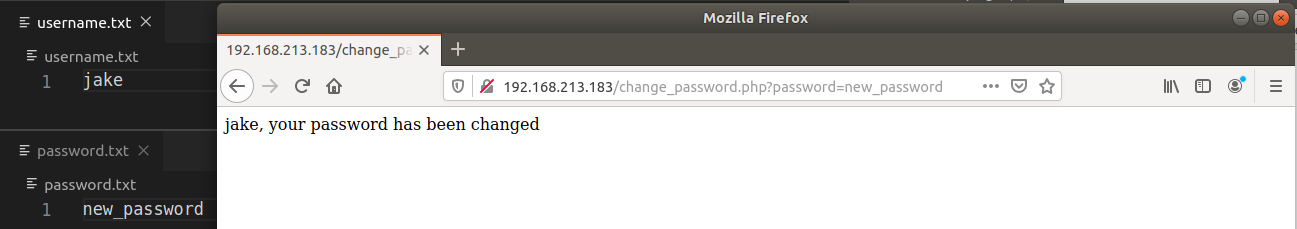 username.txt
username.txt
1 jake
password.txt
password.txt
1 new_password
Mozilla Firefox
192.168.213.183/change_pa
192.168.213.183/change_password.php?password=new_password
jake, your password has been changed